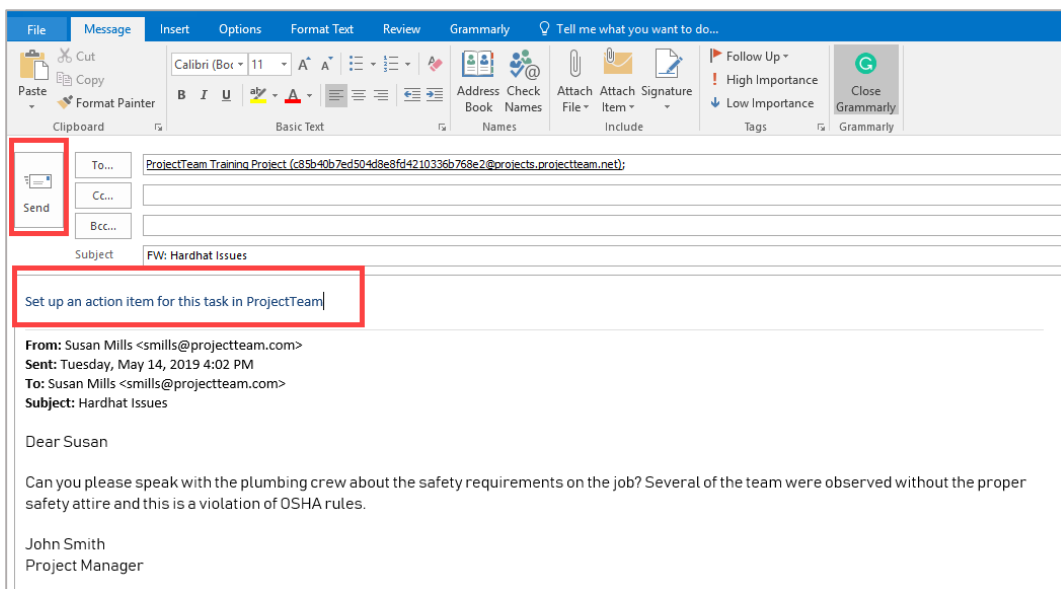 File Message Insert Options Format Text Review Grammarly Tell me what you want to do...
Paste
Cut
Copy
Format Painter
Clipboard
Calibri (Boc 11 A A
B I U aby A
Basic Text
Address Book
Check Names
Names
Attach File
Attach Item
Signature
Include
Follow Up
High Importance
Low Importance
Tags
Close Grammarly
Grammarly
Send
To... ProjectTeam Training Project (c85b40b7ed504d8e8fd4210336b768e2@projects.projectteam.net);
Cc...
Bcc...
Subject FW: Hardhat Issues
Set up an action item for this task in ProjectTeam
From: Susan Mills <smills@projectteam.com>
Sent: Tuesday, May 14, 2019 4:02 PM
To: Susan Mills <smills@projectteam.com>
Subject: Hardhat Issues
Dear Susan
Can you please speak with the plumbing crew about the safety requirements on the job? Several of the team were observed without the proper
safety attire and this is a violation of OSHA rules.
John Smith
Project Manager